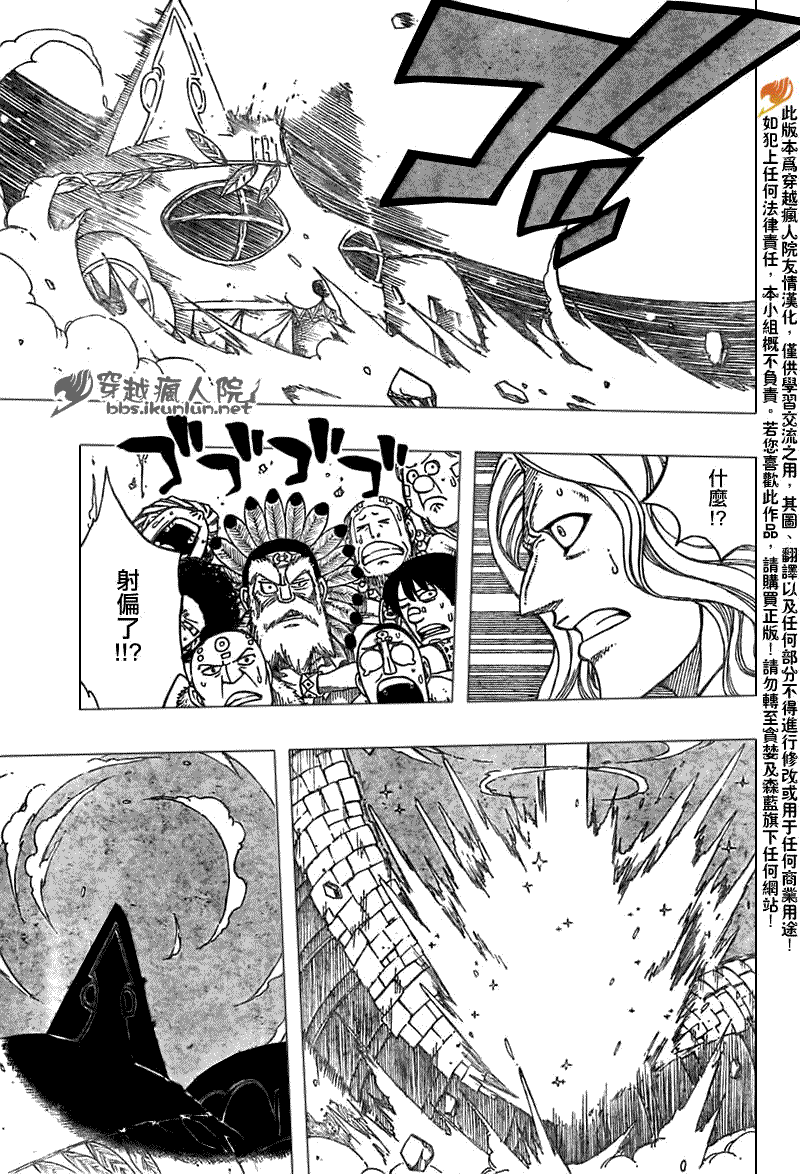 ゴッ!!
穿越瘋人院
bbs.ikunlun.net
什麼!?
ゴゴゴゴ
射偏了!!?
此版本爲穿越瘋人院友情漢化，僅供學習交流之用，其圖、翻譯以及任何部分不得進行修改或用于任何商業用途！
如犯上任何法律責任，本小組概不負責。若您喜歡此作品，請購買正版！請勿轉至貪婪及森藍旗下任何網站！